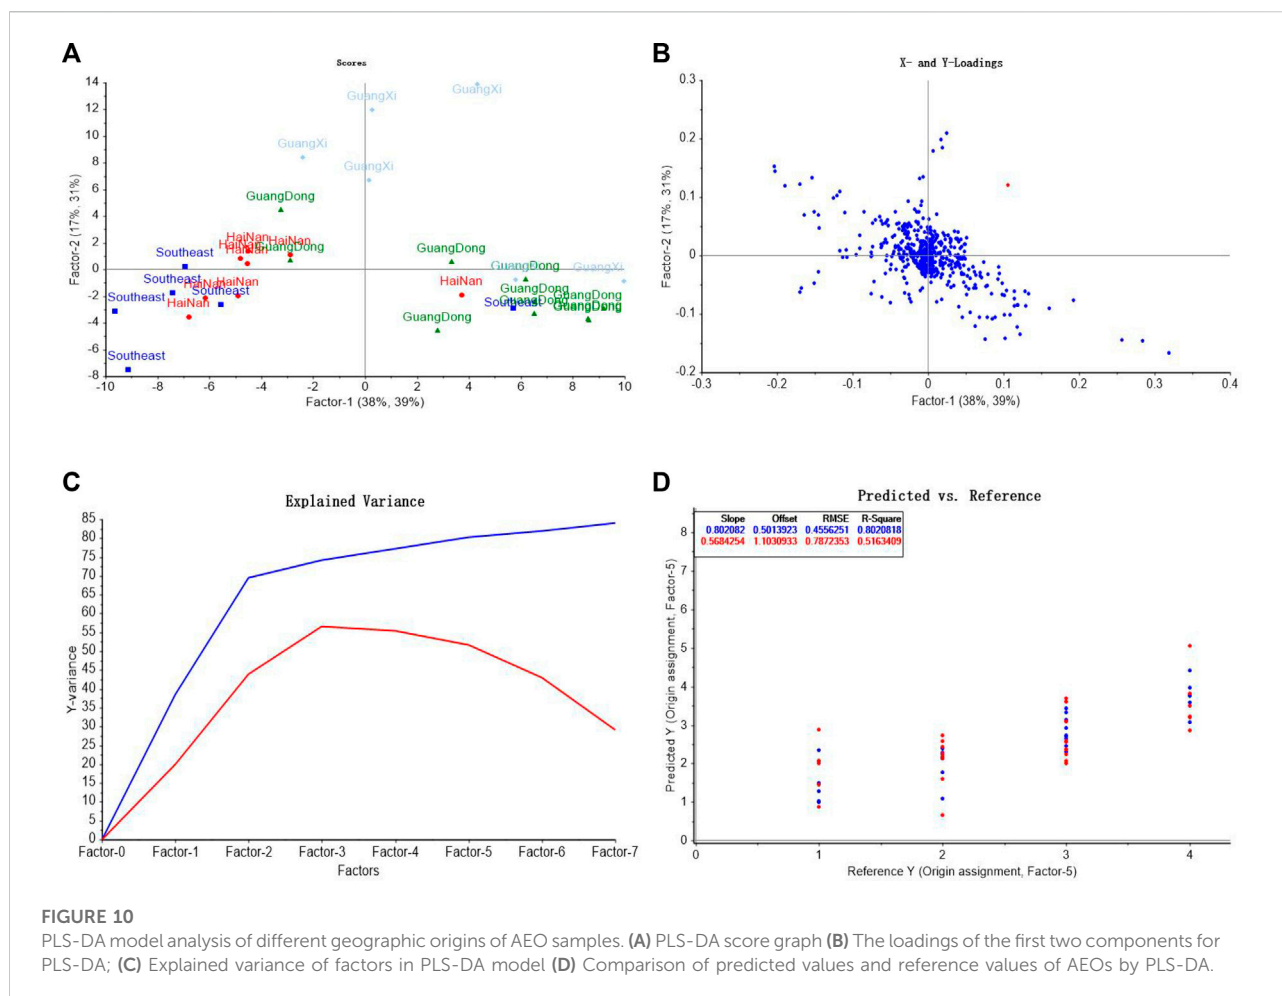 A
Scores
14
12
10
8
6
4
2
0
-2
-4
-6
-8
Factor-2 (17%, 31%)
GuangXi
GuangXi
GuangXi
GuangXi
GuangDong
HaiNan
HaiNan
HaiNan
HaiNan
GuangDong
Southeast
Southeast
HaiNan
HaiNan
Southeast
Southeast
HaiNan
Southeast
GuangDong
GuangDong
GuangXi
HaiNan
GuangDong
GuangDong
Southeast
GuangDong
GuangDong
GuangDong
-10
-8
-6
-4
-2
0
2
4
6
8
10
Factor-1 (38%, 39%)
B
X- and Y-Loadings
0.3
0.2
0.1
0
-0.1
-0.2
Factor-2 (17%, 31%)
-0.3
-0.2
-0.1
0
0.1
0.2
0.3
0.4
Factor-1 (38%, 39%)
C
Explained Variance
85
80
75
70
65
60
55
50
45
40
35
30
25
20
15
10
5
0
Y-variance
Factor-0
Factor-1
Factor-2
Factor-3
Factor-4
Factor-5
Factor-6
Factor-7
Factors
D
Predicted vs. Reference
Slope Offset RMSE R-Square
0.802082 0.5013923 0.4556251 0.8020818
0.5684254 1.1030933 0.7872353 0.5163409
8
7
6
5
4
3
2
1
0
Predicted Y (Origin assignment, Factor-5)
0
1
2
3
4
Reference Y (Origin assignment, Factor-5)
FIGURE 10
PLS-DA model analysis of different geographic origins of AEO samples. (A) PLS-DA score graph (B) The loadings of the first two components for
PLS-DA; (C) Explained variance of factors in PLS-DA model (D) Comparison of predicted values and reference values of AEOs by PLS-DA.